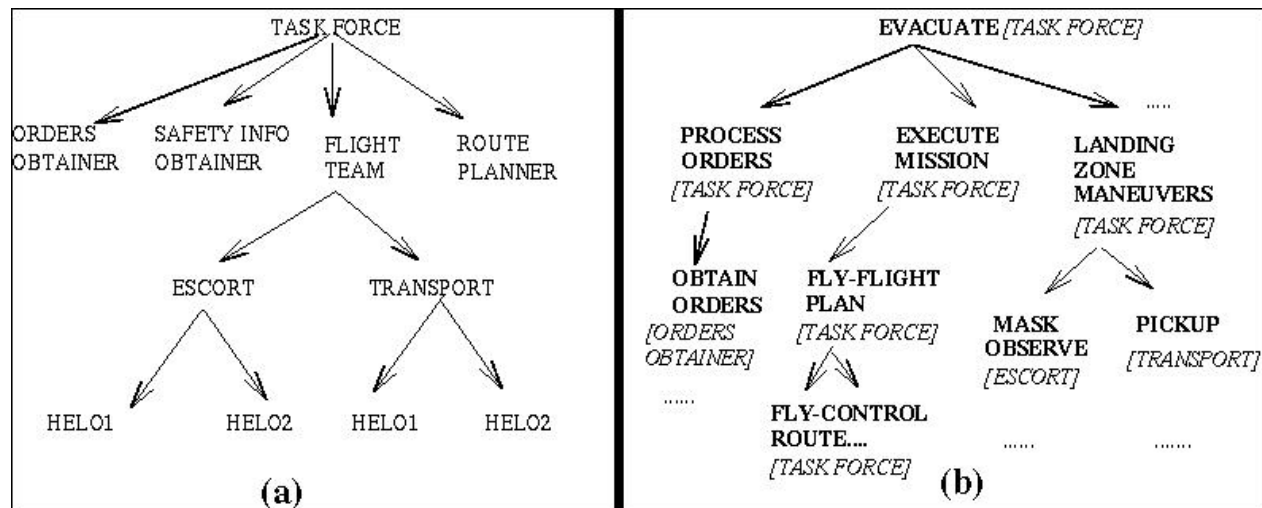 TASK FORCE
ORDERS
OBTAINER
SAFETY INFO
OBTAINER
FLIGHT
TEAM
ROUTE
PLANNER
ESCORT
TRANSPORT
HELO1
HELO2
HELO1
HELO2
(a)
EVACUATE [TASK FORCE]
.....
PROCESS
ORDERS
[TASK FORCE]
EXECUTE
MISSION
[TASK FORCE]
LANDING
ZONE
MANEUVERS
[TASK FORCE]
OBTAIN
ORDERS
[ORDERS
OBTAINER]
......
FLY-FLIGHT
PLAN
[TASK FORCE]
MASK
OBSERVE
[ESCORT]
......
PICKUP
[TRANSPORT]
.......
FLY-CONTROL
ROUTE....
[TASK FORCE]
(b)